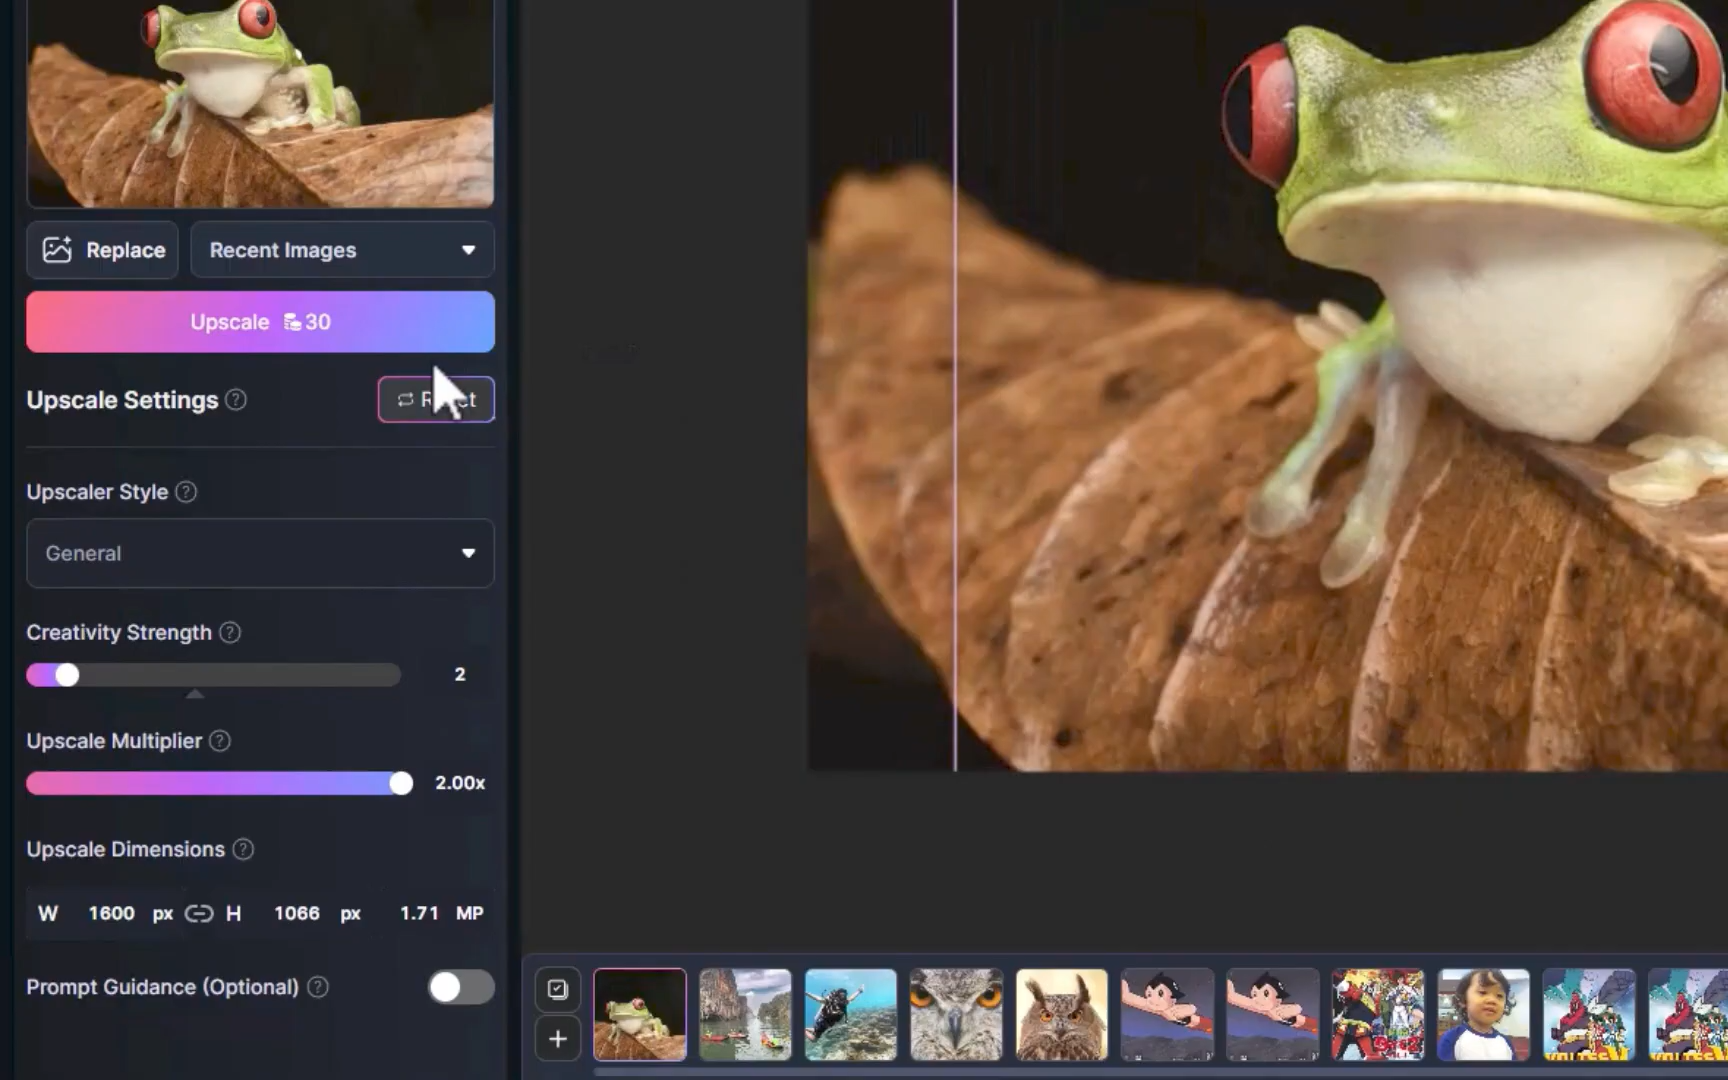 Replace
Recent Images
Upscale 30
Upscale Settings ?
Upscaler Style ?
General
Creativity Strength ?
2
Upscale Multiplier ?
2.00x
Upscale Dimensions ?
W 1600 px H 1066 px 1.71 MP
Prompt Guidance (Optional) ?